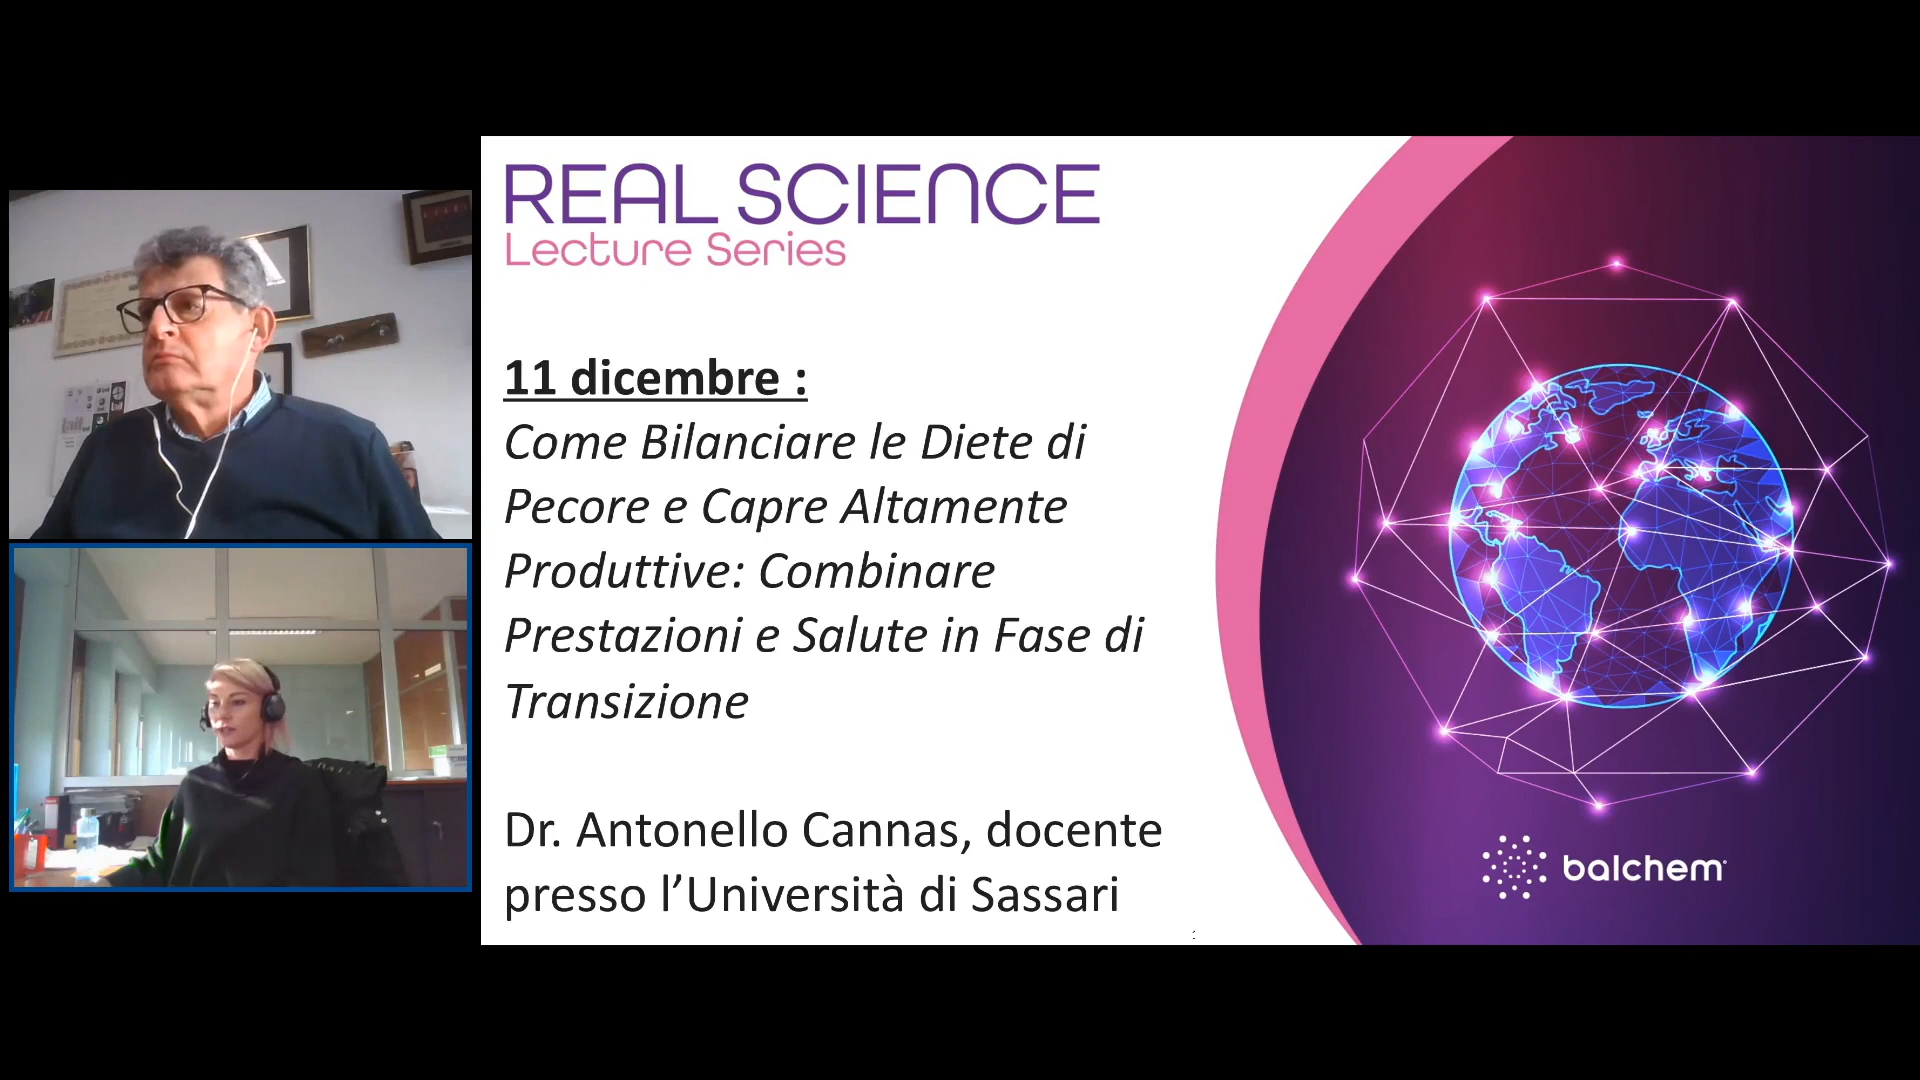 REAL SCIENCE
Lecture Series
11 dicembre :
Come Bilanciare le Diete di
Pecore e Capre Altamente
Produttive: Combinare
Prestazioni e Salute in Fase di
Transizione
Dr. Antonello Cannas, docente
presso l’Università di Sassari
balchem